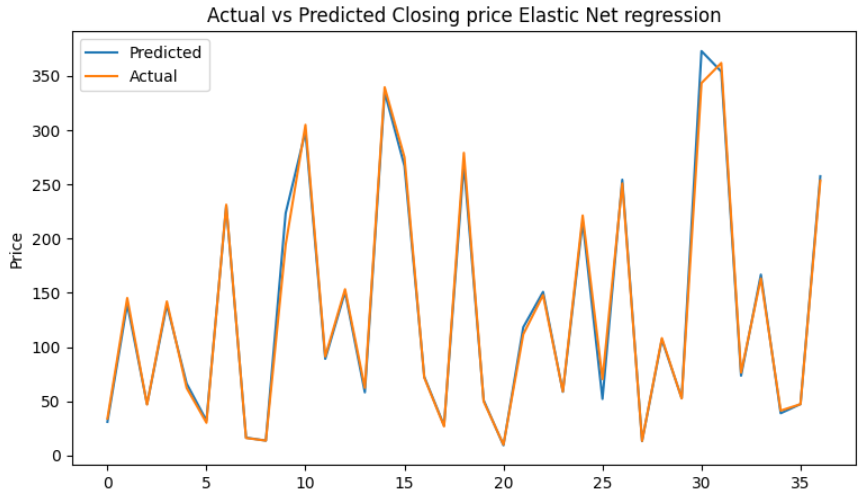 Actual vs Predicted Closing price Elastic Net regression
Predicted
Actual
Price
350
300
250
200
150
100
50
0
0 5 10 15 20 25 30 35